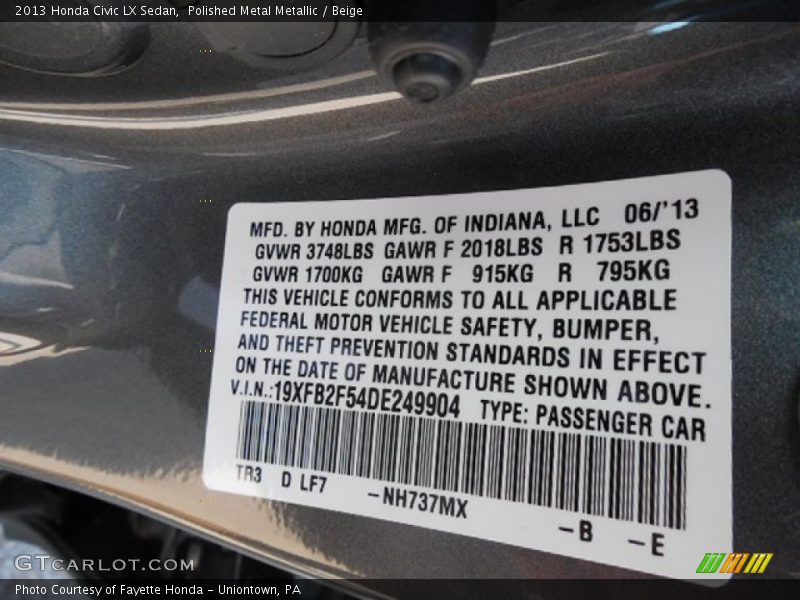 2013 Honda Civic LX Sedan,  Polished Metal Metallic / Beige
MFD. BY HONDA MFG. OF INDIANA, LLC 06/'13
GVWR 3748LBS GAWR F 2018LBS R 1753LBS
GVWR 1700KG GAWR F 915KG R 795KG
THIS VEHICLE CONFORMS TO ALL APPLICABLE
FEDERAL MOTOR VEHICLE SAFETY, BUMPER,
AND THEFT PREVENTION STANDARDS IN EFFECT
ON THE DATE OF MANUFACTURE SHOWN ABOVE.
V.I.N.:19XFB2F54DE249904 TYPE: PASSENGER CAR
TR3 D LF7 -NH737MX -B -E
GTCARLOT.COM
Photo Courtesy of Fayette Honda - Uniontown, PA